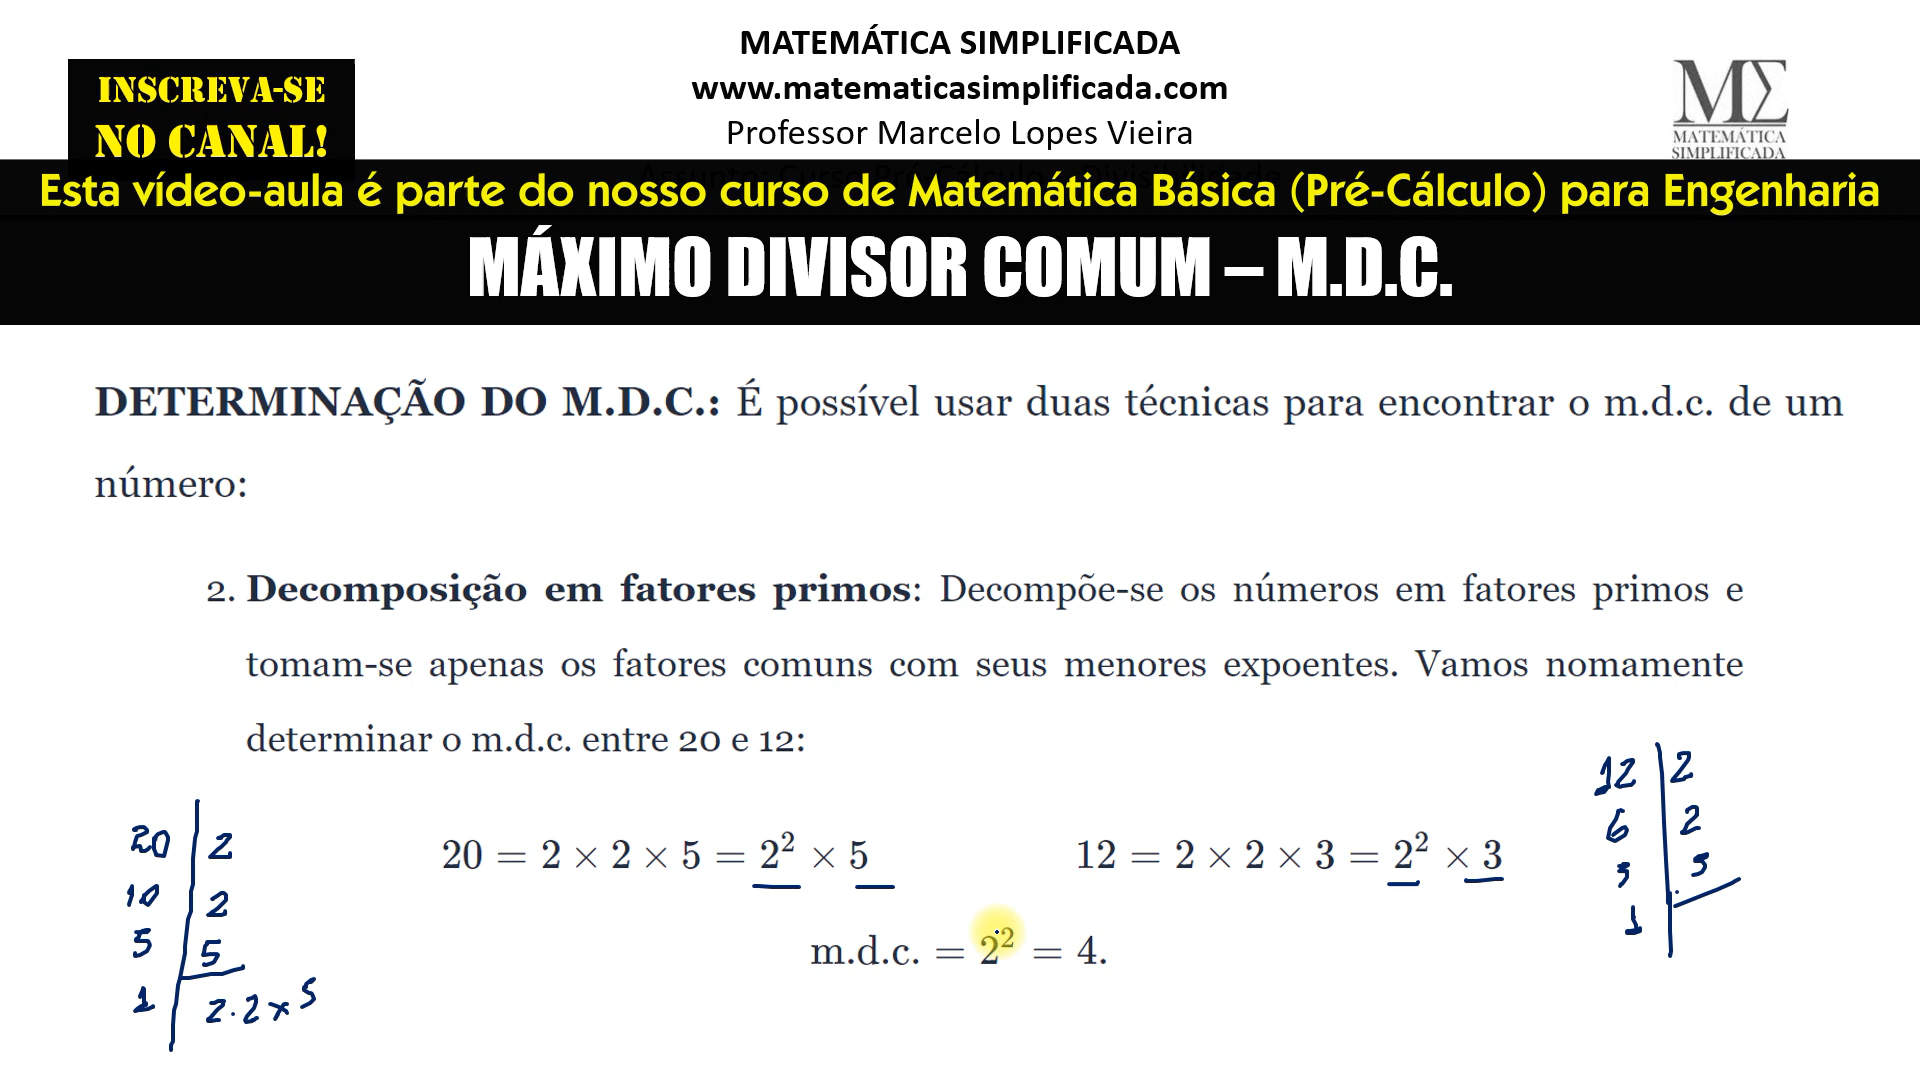 MATEMÁTICA SIMPLIFICADA
www.matematicasimplificada.com
Professor Marcelo Lopes Vieira
INSCREVA-SE
NO CANAL!
MΣ
MATEMÁTICA
SIMPLIFICADA
Esta vídeo-aula é parte do nosso curso de Matemática Básica (Pré-Cálculo) para Engenharia
MÁXIMO DIVISOR COMUM – M.D.C.
DETERMINAÇÃO DO M.D.C.: É possível usar duas técnicas para encontrar o m.d.c. de um
número:
2. Decomposição em fatores primos: Decompõe-se os números em fatores primos e
tomam-se apenas os fatores comuns com seus menores expoentes. Vamos nomamente
determinar o m.d.c. entre 20 e 12:
20 | 2
10 | 2
5 | 5
1 | 2.2 x 5
20 = 2 × 2 × 5 = 2² × 5
12 = 2 × 2 × 3 = 2² × 3
m.d.c. = 2² = 4.
12 | 2
6 | 2
3 | 3
1